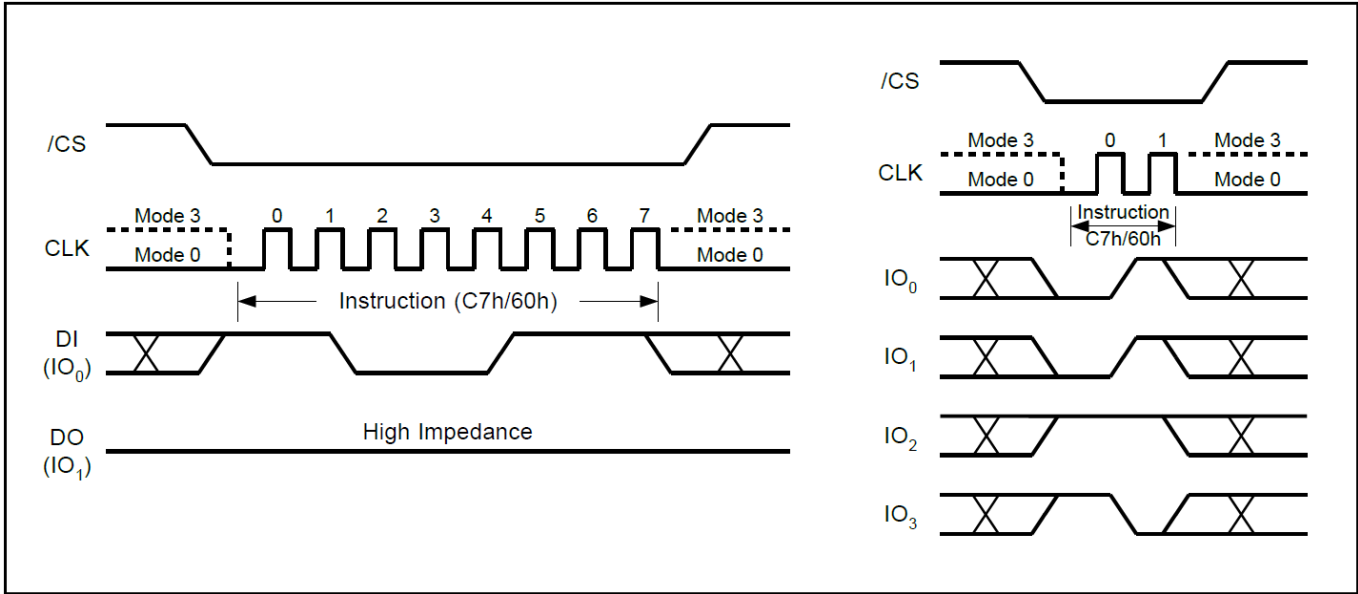 /CS
Mode 3 0 1 2 3 4 5 6 7 Mode 3
CLK
Mode 0 Mode 0
Instruction (C7h/60h)
DI
(IO0)
High Impedance
DO
(IO1)
/CS
Mode 3 0 1 Mode 3
CLK
Mode 0 Mode 0
Instruction
C7h/60h
IO0
IO1
IO2
IO3